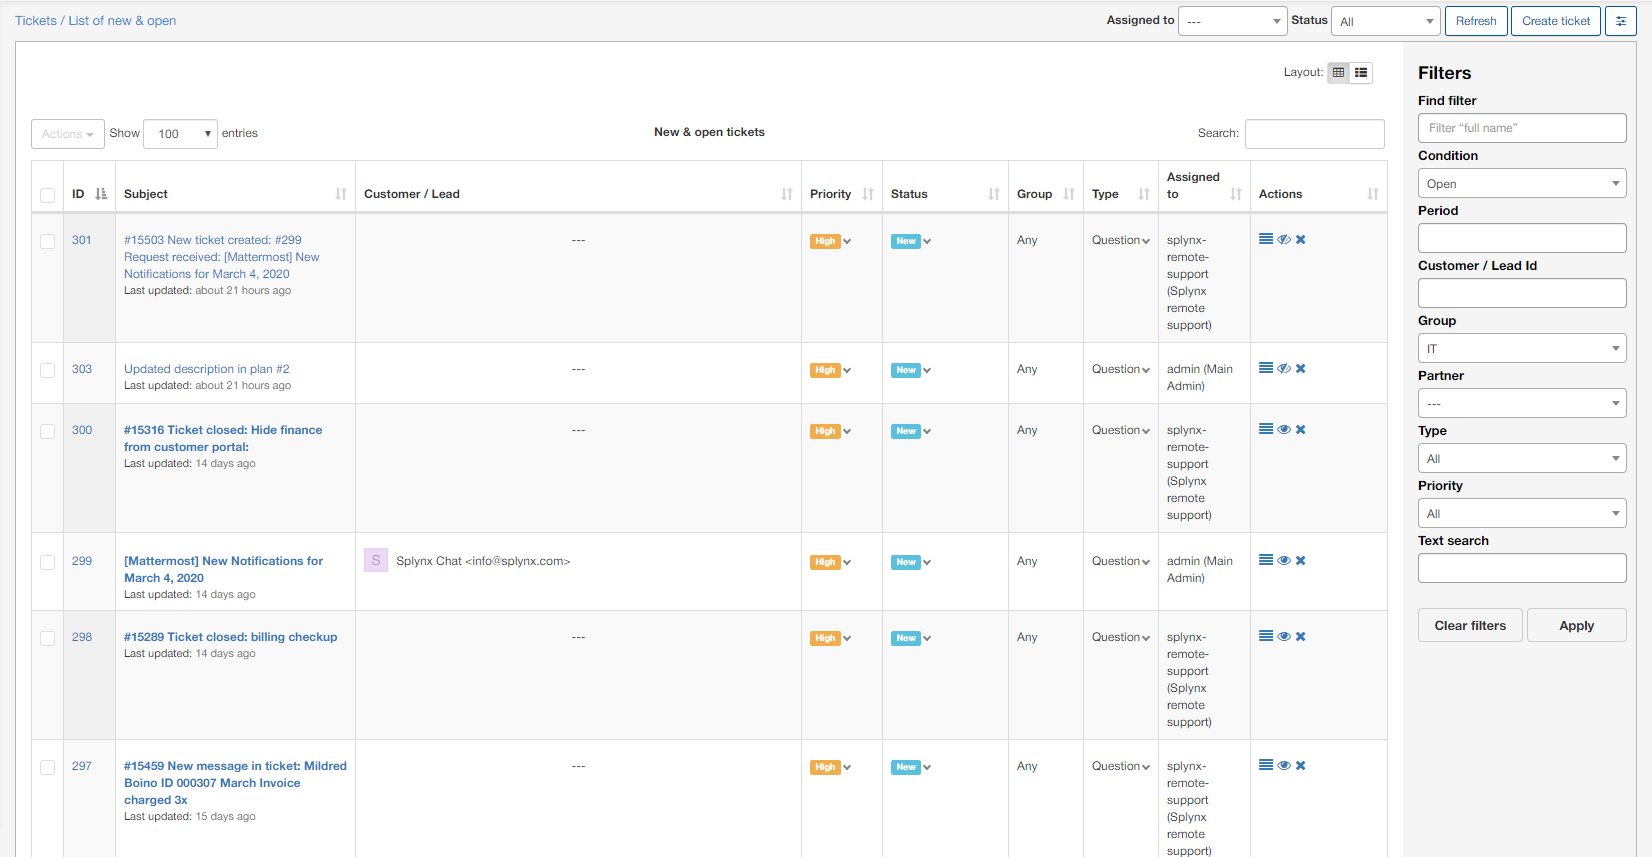 Tickets / List of new & open
Assigned to --- Status All Refresh Create ticket
Layout:
Actions Show 100 entries
New & open tickets
Search:
ID Subject Customer / Lead Priority Status Group Type Assigned to Actions
301
#15503 New ticket created: #299
Request received: [Mattermost] New
Notifications for March 4, 2020
Last updated: about 21 hours ago
---
High
New
Any
Question
splynx-
remote-
support
(Splynx
remote
support)
303
Updated description in plan #2
Last updated: about 21 hours ago
---
High
New
Any
Question
admin (Main
Admin)
300
#15316 Ticket closed: Hide finance
from customer portal:
Last updated: 14 days ago
---
High
New
Any
Question
splynx-
remote-
support
(Splynx
remote
support)
299
[Mattermost] New Notifications for
March 4, 2020
Last updated: 14 days ago
S Splynx Chat <info@splynx.com>
High
New
Any
Question
admin (Main
Admin)
298
#15289 Ticket closed: billing checkup
Last updated: 14 days ago
---
High
New
Any
Question
splynx-
remote-
support
(Splynx
remote
support)
297
#15459 New message in ticket: Mildred
Boino ID 000307 March Invoice
charged 3x
Last updated: 15 days ago
---
High
New
Any
Question
splynx-
remote-
support
(Splynx
remote
support)
Filters
Find filter
Filter “full name”
Condition
Open
Period
Customer / Lead Id
Group
IT
Partner
---
Type
All
Priority
All
Text search
Clear filters Apply